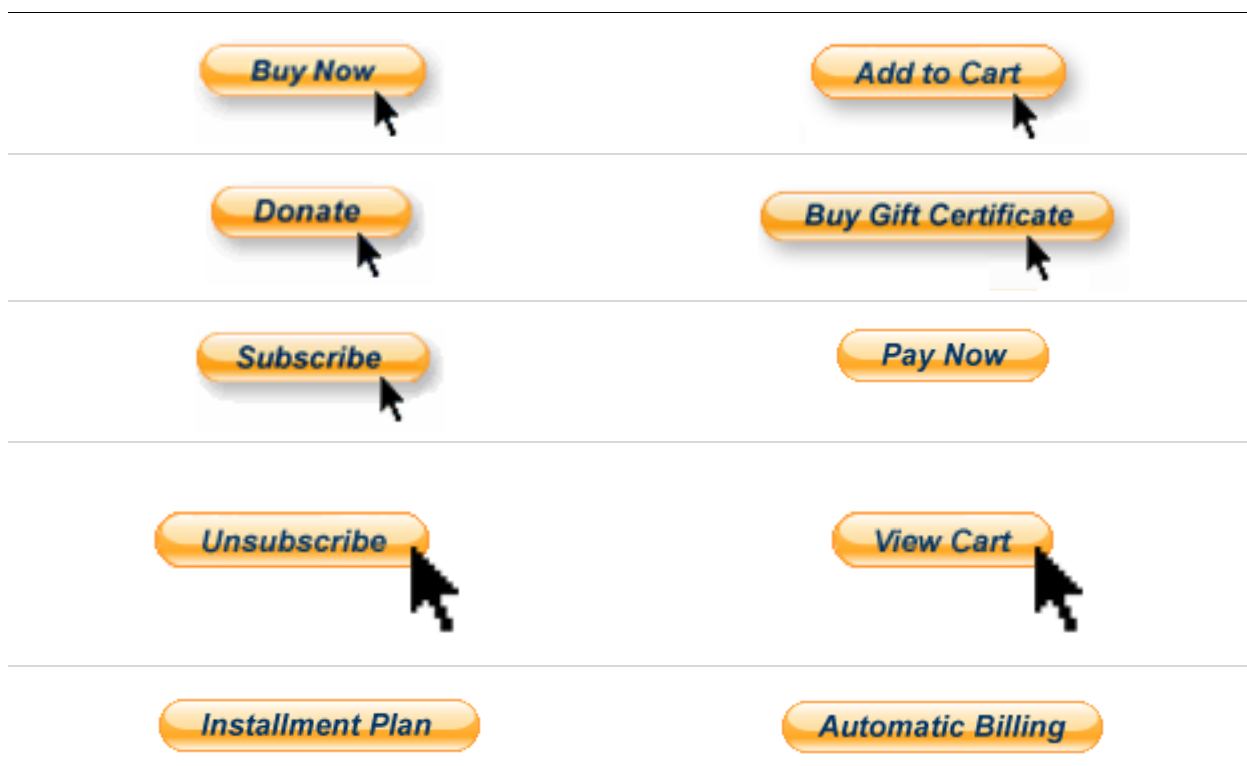 Buy Now
Add to Cart
Donate
Buy Gift Certificate
Subscribe
Pay Now
Unsubscribe
View Cart
Installment Plan
Automatic Billing